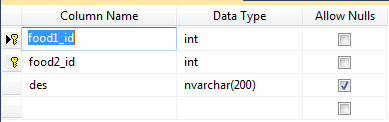 Column Name Data Type Allow Nulls
food1_id int
food2_id int
des nvarchar(200)